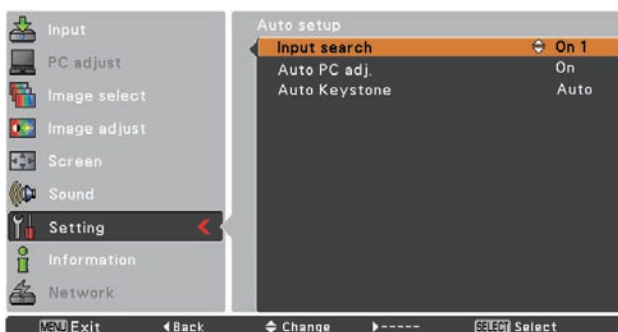 Input
PC adjust
Image select
Image adjust
Screen
Sound
Setting
Information
Network
Auto setup
Input search On 1
Auto PC adj. On
Auto Keystone Auto
MENU Exit Back Change ----- SELECT Select